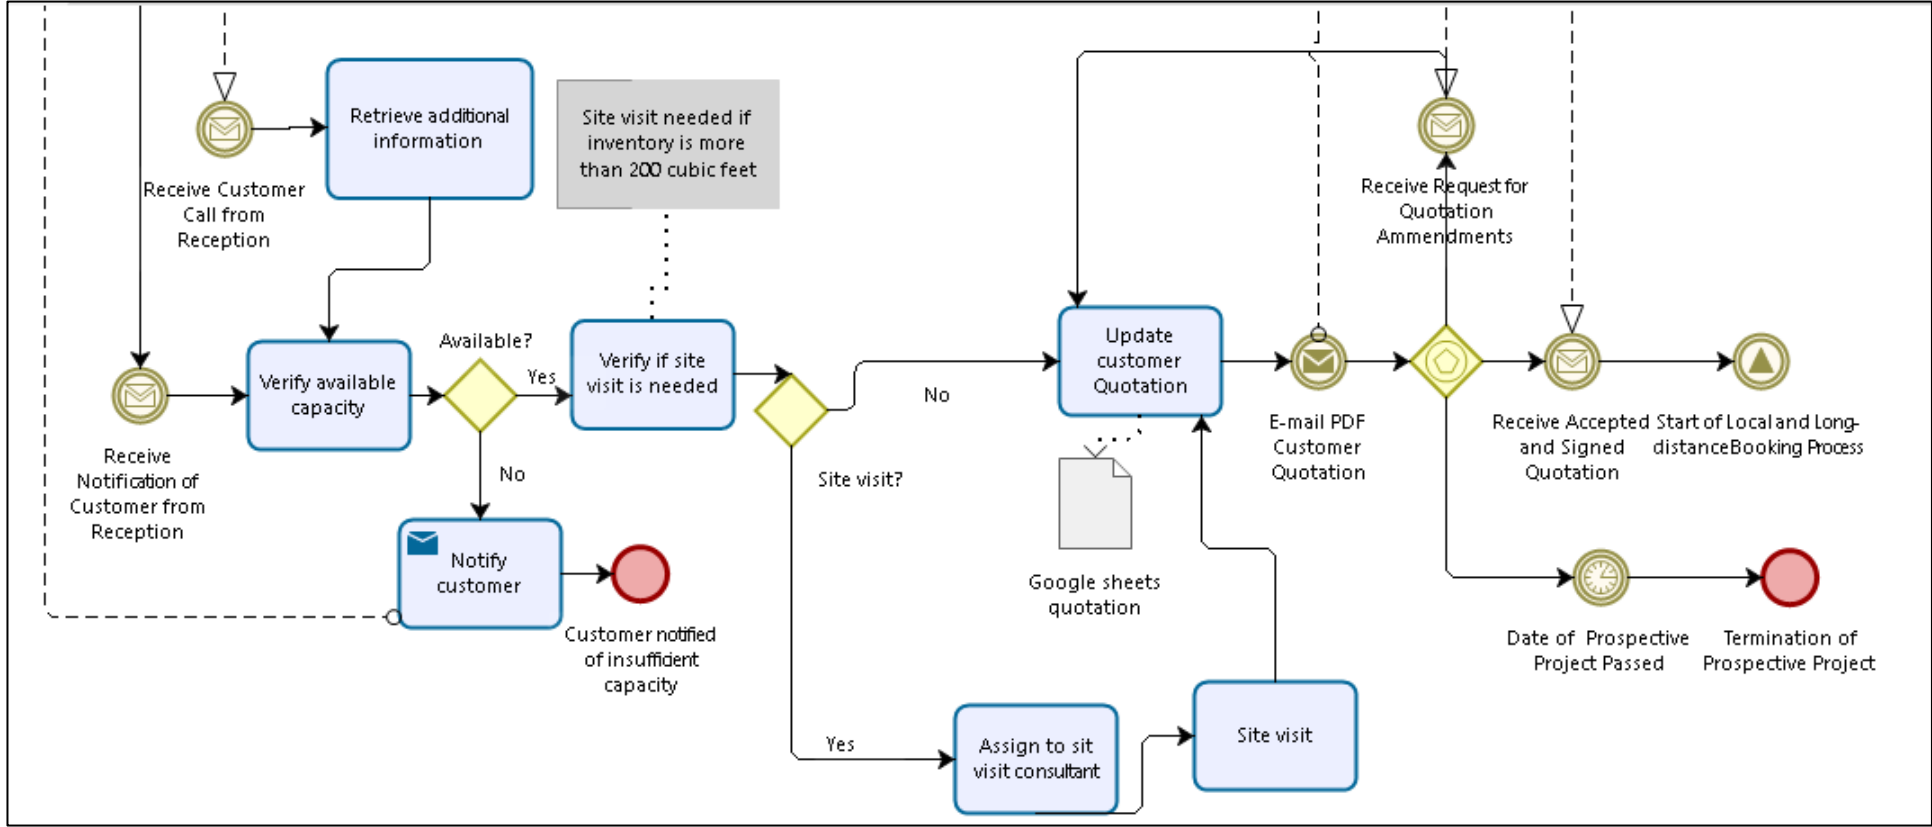 Retrieve additional
information
Receive Customer
Call from
Reception
Site visit needed if
inventory is more
than 200 cubic feet
Receive Request for
Quotation
Ammendments
Available?
Yes
No
Verify available
capacity
Verify if site
visit is needed
Receive
Notification of
Customer from
Reception
Notify
customer
Customer notified
of insufficient
capacity
No
Site visit?
Yes
Update
customer
Quotation
Google sheets
quotation
E-mail PDF
Customer
Quotation
Receive Accepted
and Signed
Quotation
Start of Local and Long-
distance Booking Process
Date of Prospective
Project Passed
Termination of
Prospective Project
Assign to sit
visit consultant
Site visit